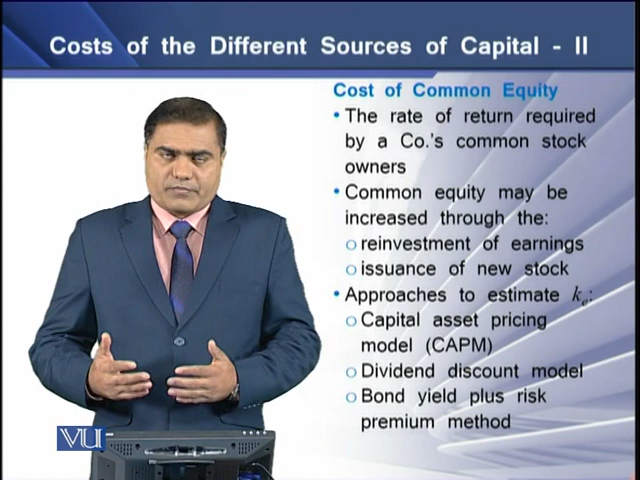 Costs of the Different Sources of Capital - II
Cost of Common Equity
• The rate of return required
by a Co.'s common stock
owners
• Common equity may be
increased through the:
o reinvestment of earnings
o issuance of new stock
• Approaches to estimate kₑ:
o Capital asset pricing
model (CAPM)
o Dividend discount model
o Bond yield plus risk
premium method
VU